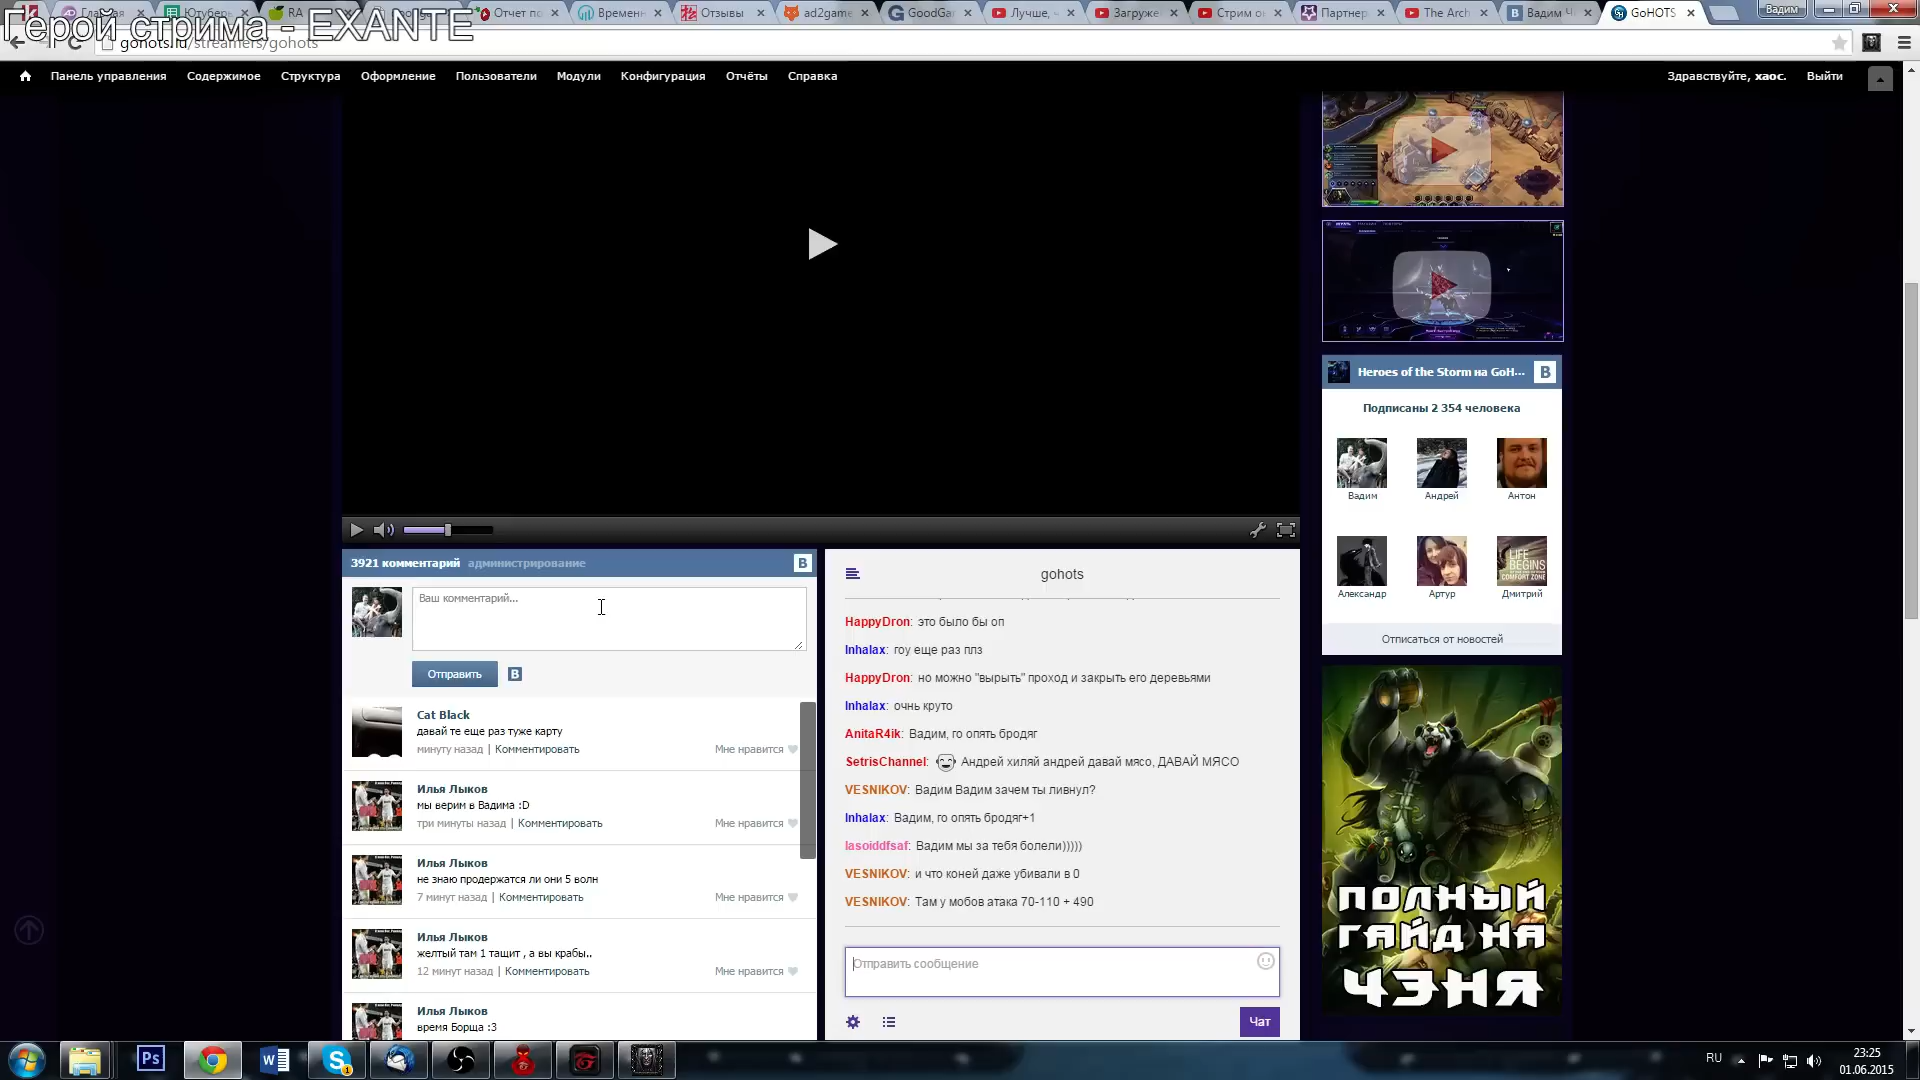 Герой стрима - EXANTE
Главная
Ютубер
RA
Отчет по
Времен
Отзывы
ad2game
GoodGa
Лучше,
Загруже
Стрим о
Партнер
The Arch
Вадим Ч
GoHOTS
Вадим
gohots.ru/streamers/gohots
Панель управления Содержимое Структура Оформление Пользователи Модули Конфигурация Отчёты Справка
Здравствуйте, хаос. Выйти
Heroes of the Storm на GoH...
Подписаны 2 354 человека
Вадим Андрей Антон
Александр Артур Дмитрий
Отписаться от новостей
LIFE
BEGINS
COMFORT ZONE
ПОЛНЫЙ
ГАЙД НА
ЧЭНЯ
3921 комментарий администрирование
Ваш комментарий...
Отправить
Cat Black
давай те еще раз туже карту
минуту назад | Комментировать Мне нравится
Илья Лыков
мы верим в Вадима :D
три минуты назад | Комментировать Мне нравится
Илья Лыков
не знаю продержатся ли они 5 волн
7 минут назад | Комментировать Мне нравится
Илья Лыков
желтый там 1 тащит , а вы крабы..
12 минут назад | Комментировать Мне нравится
Илья Лыков
время Борща :3
gohots
HappyDron: это было бы оп
Inhalax: гоу еще раз плз
HappyDron: но можно "вырыть" проход и закрыть его деревьями
Inhalax: очнь круто
AnitaR4ik: Вадим, го опять бродяг
SetrisChannel: Андрей хиляй андрей давай мясо, ДАВАЙ МЯСО
VESNIKOV: Вадим Вадим зачем ты ливнул?
Inhalax: Вадим, го опять бродяг+1
lasoiddfsaf: Вадим мы за тебя болели)))))
VESNIKOV: и что коней даже убивали в 0
VESNIKOV: Там у мобов атака 70-110 + 490
Отправить сообщение
Чат
RU
23:25
01.06.2015